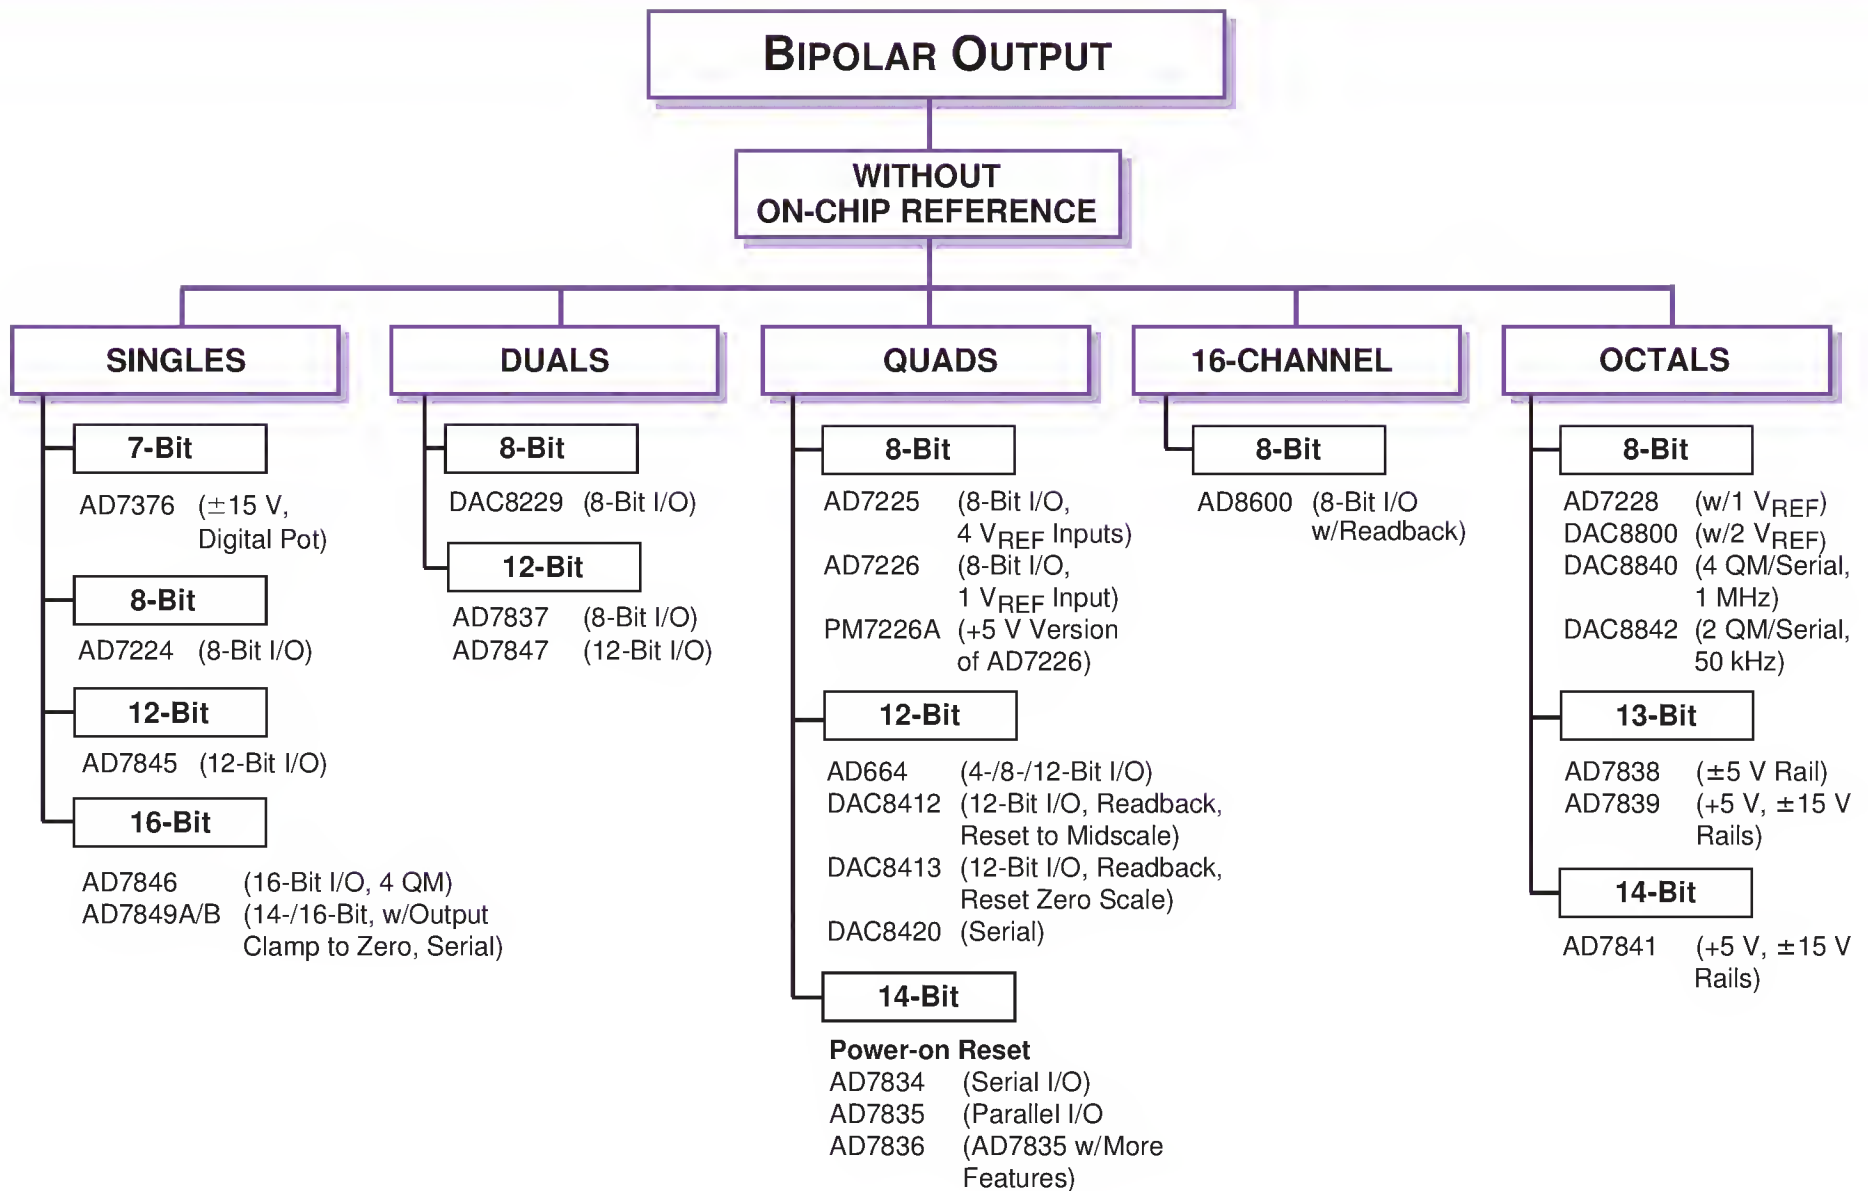 BIPOLAR OUTPUT
WITHOUT
ON-CHIP REFERENCE
SINGLES
7-Bit
AD7376 (±15 V,
Digital Pot)
8-Bit
AD7224 (8-Bit I/O)
12-Bit
AD7845 (12-Bit I/O)
16-Bit
AD7846 (16-Bit I/O, 4 QM)
AD7849A/B (14-/16-Bit, w/Output
Clamp to Zero, Serial)
DUALS
8-Bit
DAC8229 (8-Bit I/O)
12-Bit
AD7837 (8-Bit I/O)
AD7847 (12-Bit I/O)
QUADS
8-Bit
AD7225 (8-Bit I/O,
4 VREF Inputs)
AD7226 (8-Bit I/O,
1 VREF Input)
PM7226A (+5 V Version
of AD7226)
12-Bit
AD664 (4-/8-/12-Bit I/O)
DAC8412 (12-Bit I/O, Readback,
Reset to Midscale)
DAC8413 (12-Bit I/O, Readback,
Reset Zero Scale)
DAC8420 (Serial)
14-Bit
Power-on Reset
AD7834 (Serial I/O)
AD7835 (Parallel I/O
AD7836 (AD7835 w/More
Features)
16-CHANNEL
8-Bit
AD8600 (8-Bit I/O
w/Readback)
OCTALS
8-Bit
AD7228 (w/1 VREF)
DAC8800 (w/2 VREF)
DAC8840 (4 QM/Serial,
1 MHz)
DAC8842 (2 QM/Serial,
50 kHz)
13-Bit
AD7838 (±5 V Rail)
AD7839 (+5 V, ±15 V
Rails)
14-Bit
AD7841 (+5 V, ±15 V
Rails)